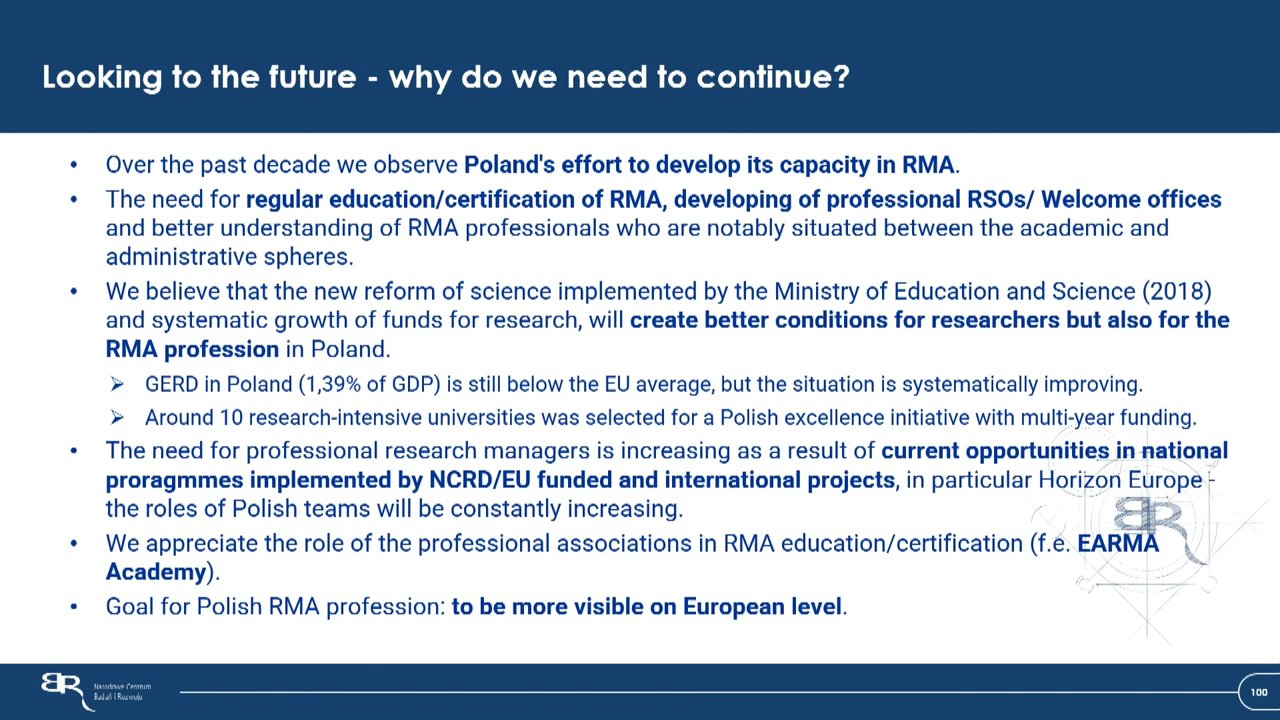 Looking to the future - why do we need to continue?
• Over the past decade we observe Poland's effort to develop its capacity in RMA.
• The need for regular education/certification of RMA, developing of professional RSOs/ Welcome offices
and better understanding of RMA professionals who are notably situated between the academic and
administrative spheres.
• We believe that the new reform of science implemented by the Ministry of Education and Science (2018)
and systematic growth of funds for research, will create better conditions for researchers but also for the
RMA profession in Poland.
➢ GERD in Poland (1,39% of GDP) is still below the EU average, but the situation is systematically improving.
➢ Around 10 research-intensive universities was selected for a Polish excellence initiative with multi-year funding.
• The need for professional research managers is increasing as a result of current opportunities in national
proragmmes implemented by NCRD/EU funded and international projects, in particular Horizon Europe -
the roles of Polish teams will be constantly increasing.
• We appreciate the role of the professional associations in RMA education/certification (f.e. EARMA
Academy).
• Goal for Polish RMA profession: to be more visible on European level.
Narodowe Centrum
Badań i Rozwoju
100